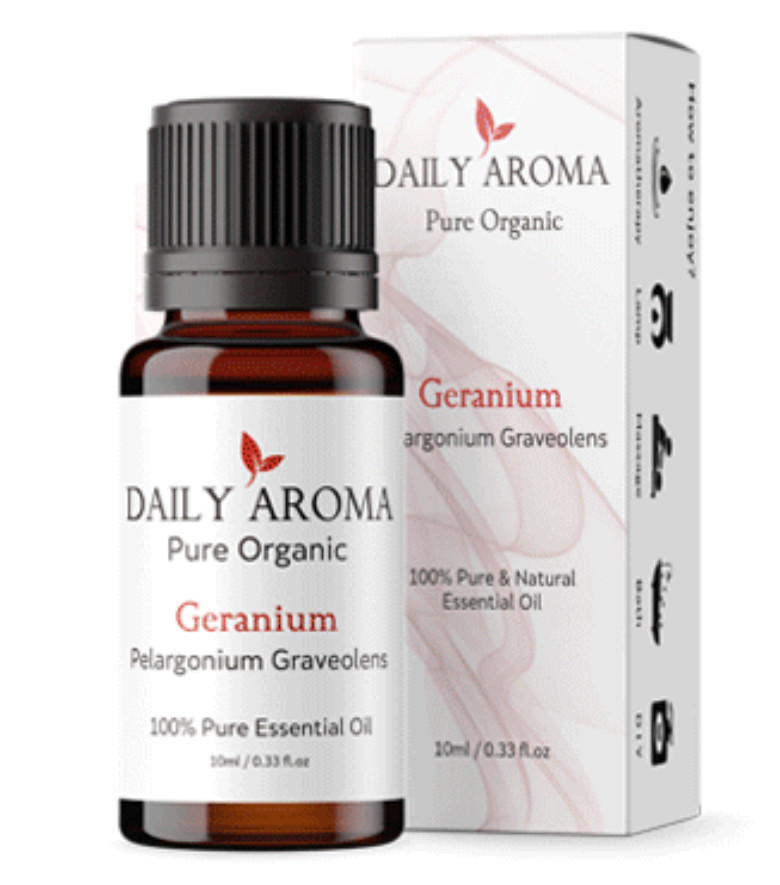 DAILY AROMA
Pure Organic
Geranium
Pelargonium Graveolens
100% Pure Essential Oil
10ml / 0.33 fl.oz
DAILY AROMA
Pure Organic
Geranium
argonium Graveolens
100% Pure & Natural
Essential Oil
10ml / 0.33 fl.oz
How to enjoy?
Aromatherapy
Lamp
Massage
Bath
DIY